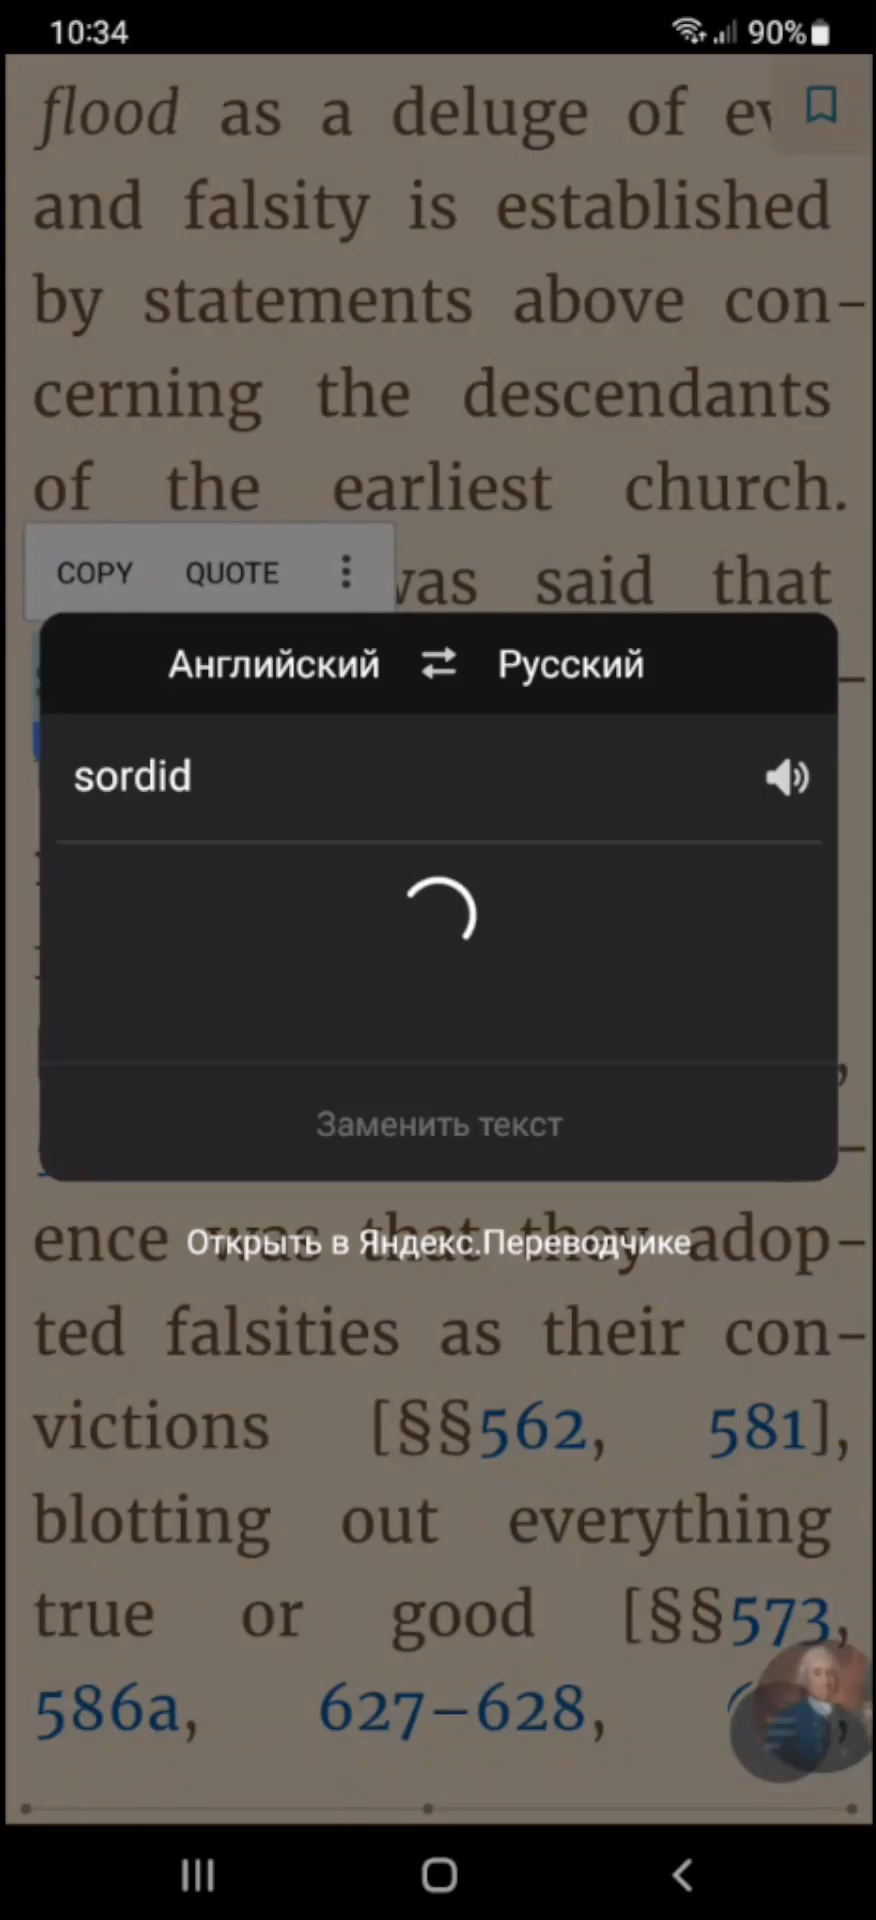 10:34 90%
flood as a deluge of
and falsity is established
by statements above con-
cerning the descendants
of the earliest church.
COPY QUOTE said that
Английский Русский
sordid
Заменить текст
ence was that they adop-
Открыть в Яндекс.Переводчике
ted falsities as their con-
victions [§§562, 581],
blotting out everything
true or good [§§573,
586a, 627–628,